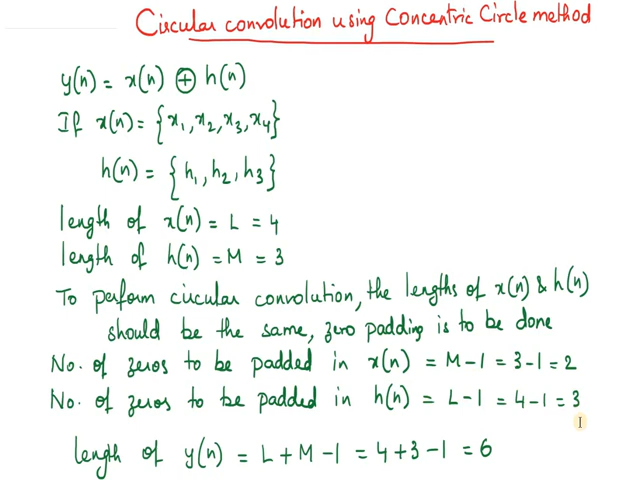 Circular convolution using Concentric Circle method
y(n) = x(n) ⊕ h(n)
If x(n) = {x₁, x₂, x₃, x₄}
h(n) = {h₁, h₂, h₃}
length of x(n) = L = 4
length of h(n) = M = 3
To perform circular convolution, the lengths of x(n) & h(n)
should be the same, zero padding is to be done
No. of zeros to be padded in x(n) = M - 1 = 3 - 1 = 2
No. of zeros to be padded in h(n) = L - 1 = 4 - 1 = 3
length of y(n) = L + M - 1 = 4 + 3 - 1 = 6